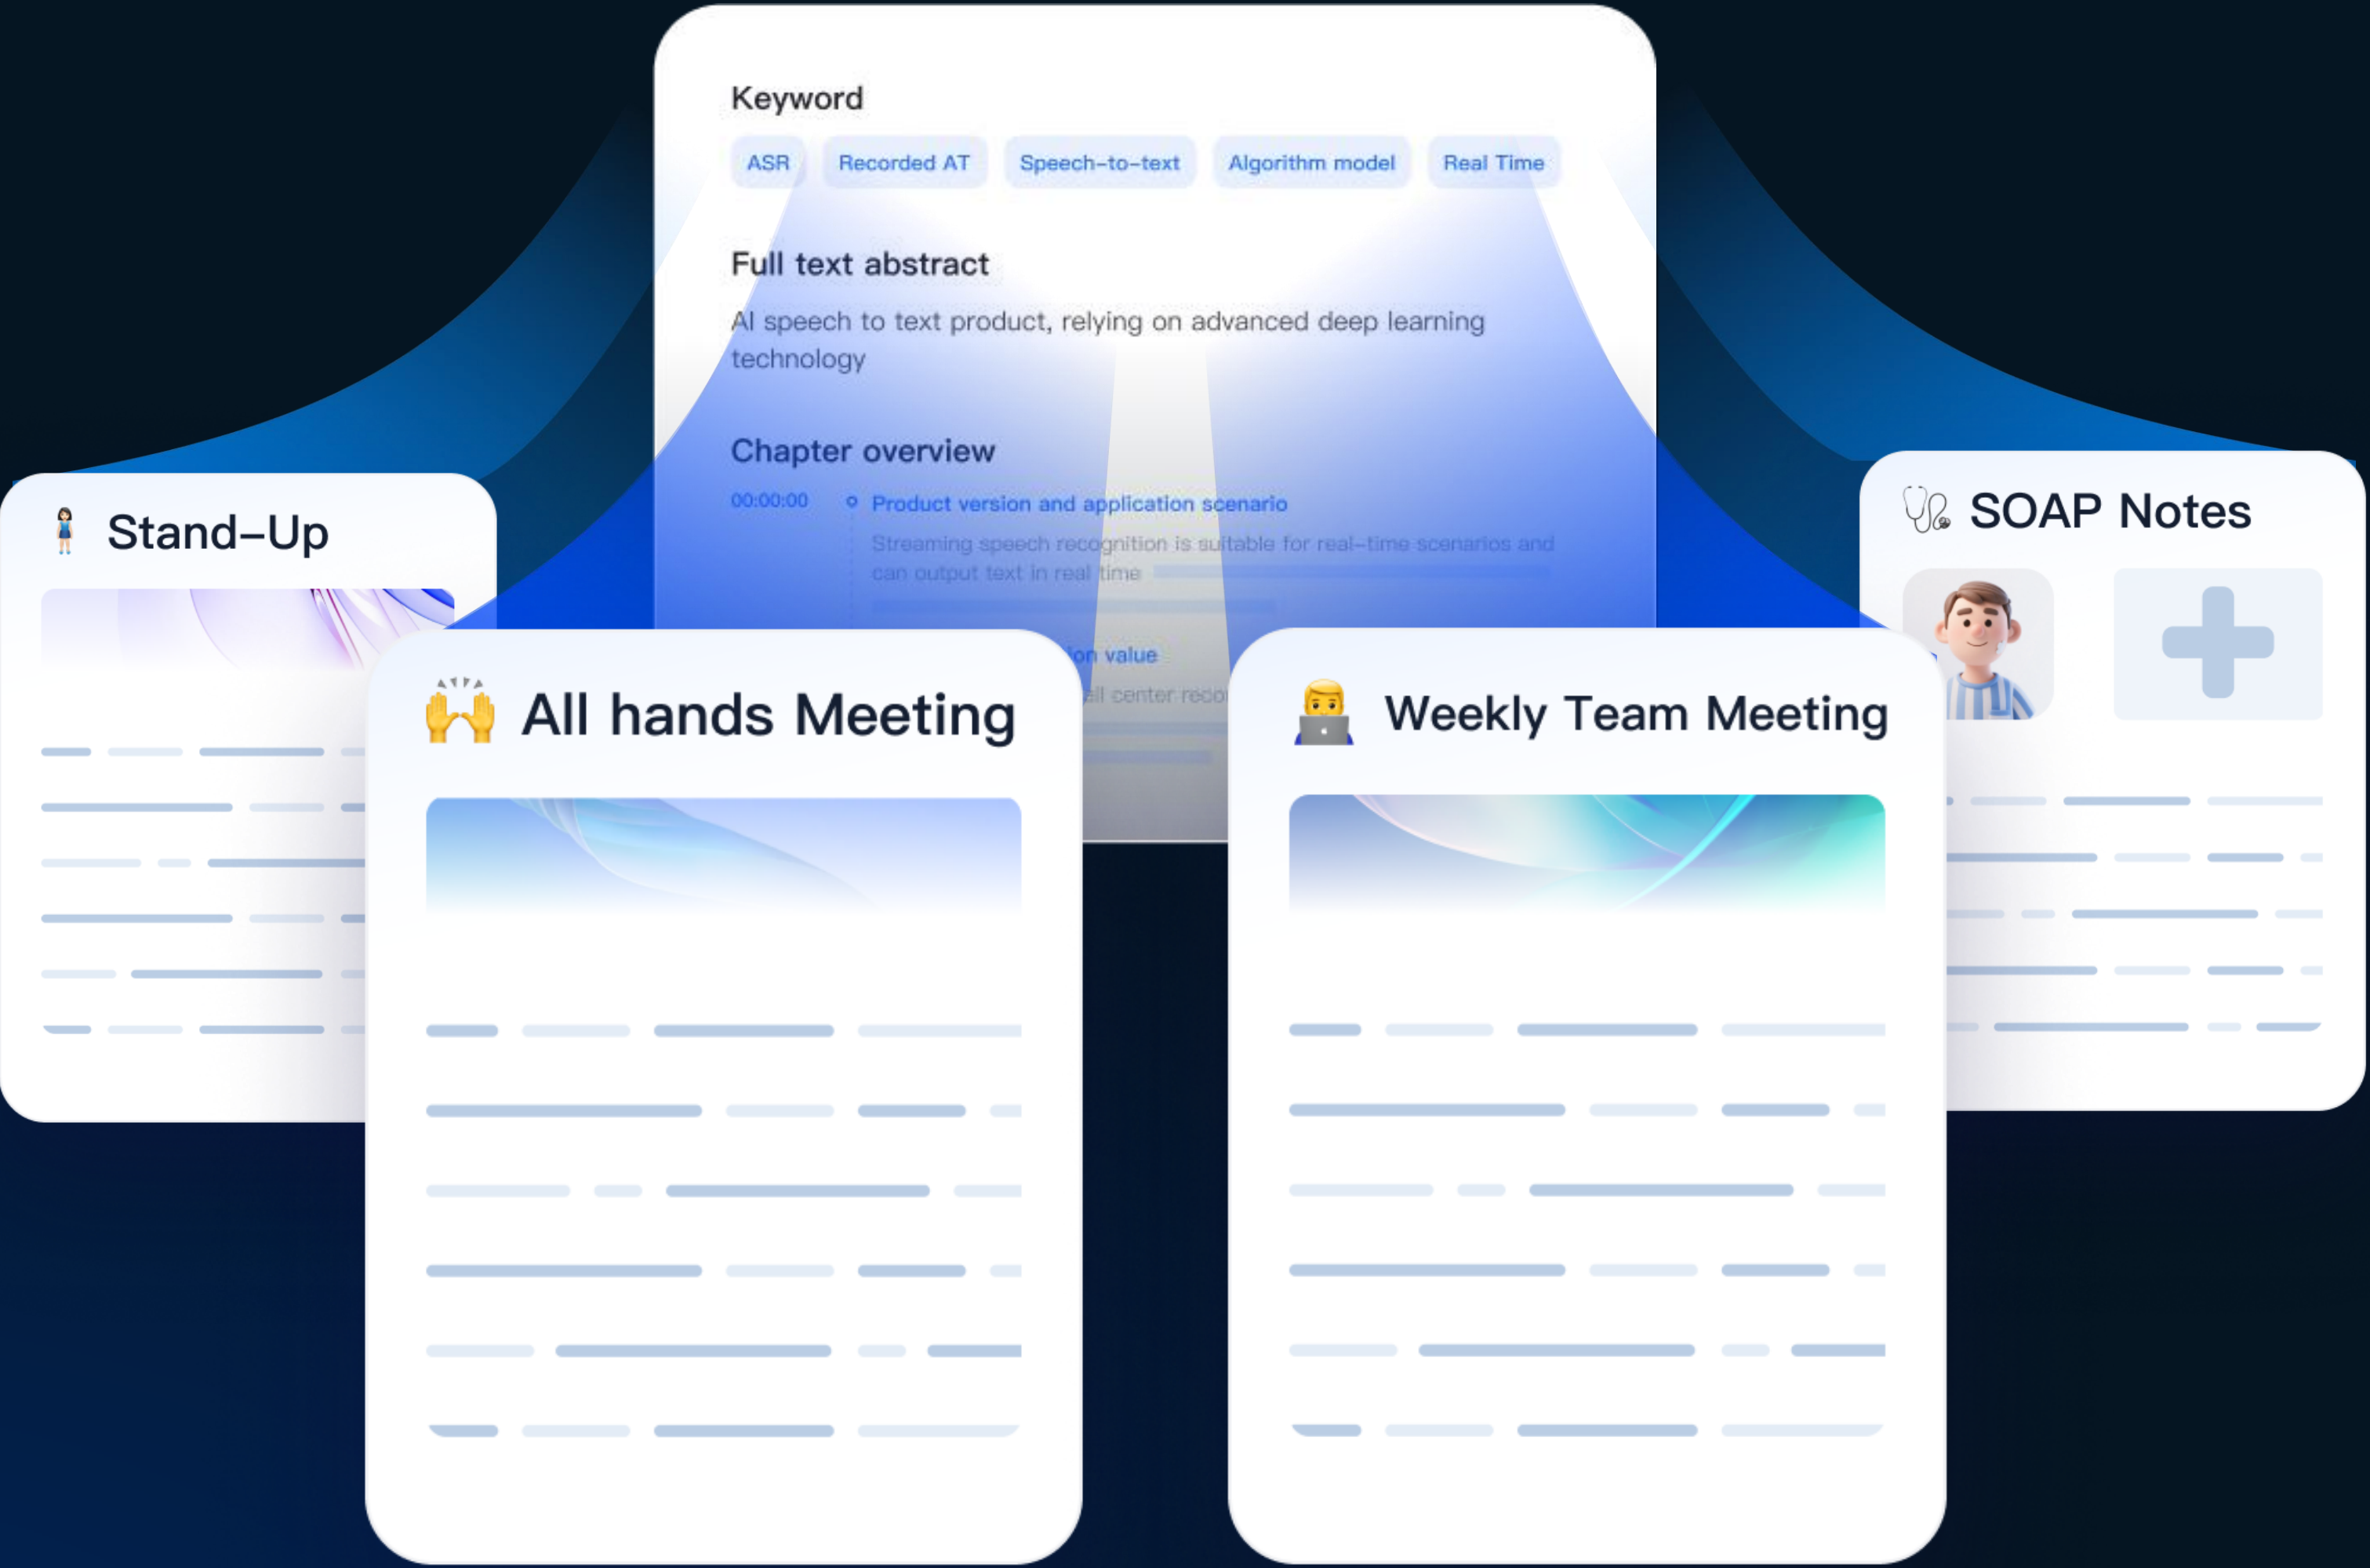 Keyword
ASR Recorded AT Speech-to-text Algorithm model Real Time
Full text abstract
AI speech to text product, relying on advanced deep learning
technology
Chapter overview
00:00:00 Product version and application scenario
Streaming speech recognition is suitable for real-time scenarios and
can output text in real time
value
center
Stand-Up
All hands Meeting
Weekly Team Meeting
SOAP Notes